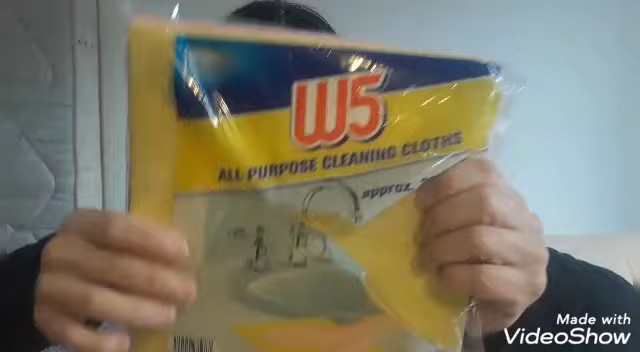 W5
ALL PURPOSE CLEANING CLOTHS
approx.
Made with
VideoShow